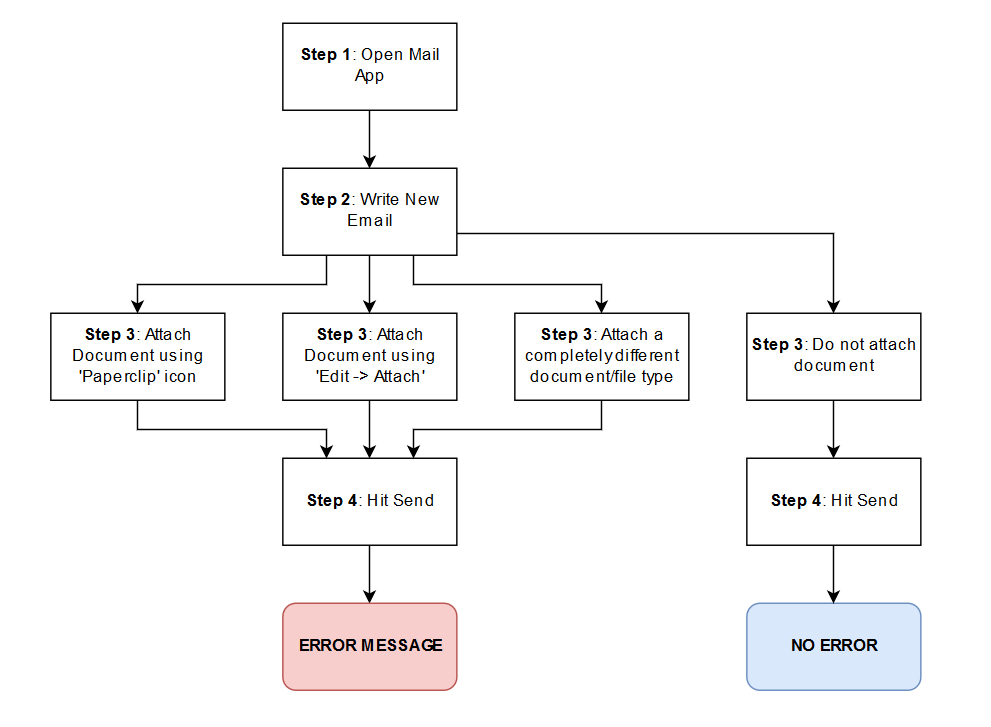 Step 1: Open Mail
App
Step 2: Write New
Email
Step 3: Attach
Document using
'Paperclip' icon
Step 3: Attach
Document using
'Edit -> Attach'
Step 3: Attach a
completely different
document/file type
Step 3: Do not attach
document
Step 4: Hit Send
Step 4: Hit Send
ERROR MESSAGE
NO ERROR